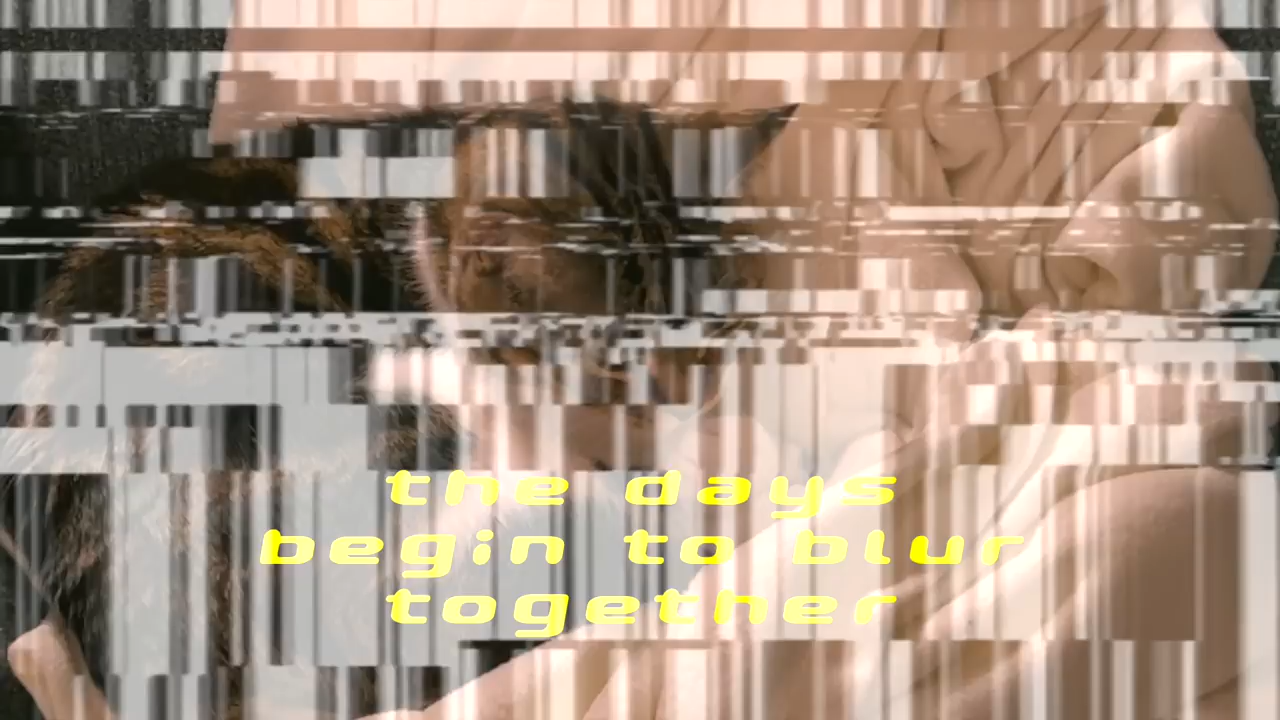 the days
begin to blur
together